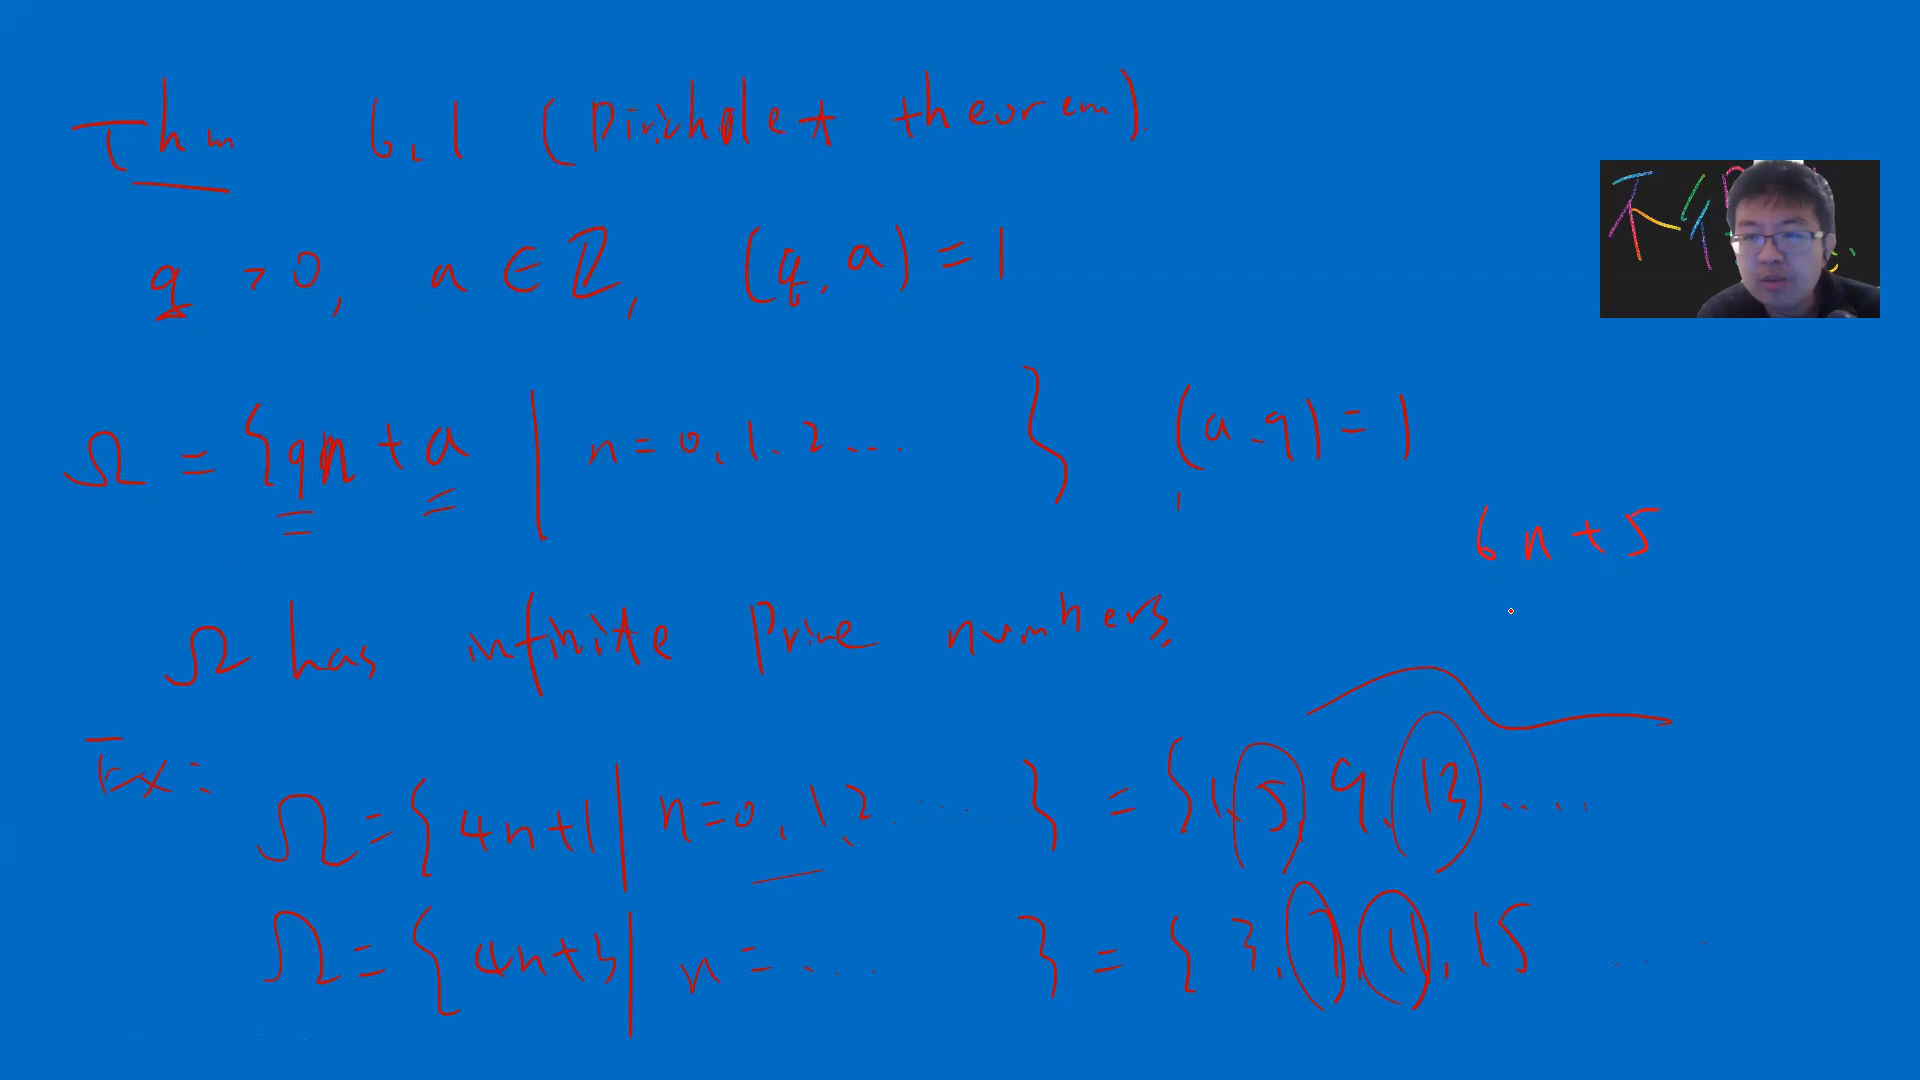 Thm 6.1 (Dirichlet theorem).
q > 0, a ∈ ℤ, (q, a) = 1
Ω = {qn + a | n = 0, 1, 2 ... } (a, q) = 1
6n + 5
Ω has infinite prime numbers.
Ex:
Ω = {4n+1 | n = 0, 1, 2, ... } = {1, 5, 9, 13 .....
Ω = {4n+3 | n = ... } = {3, 7, 11, 15 ...